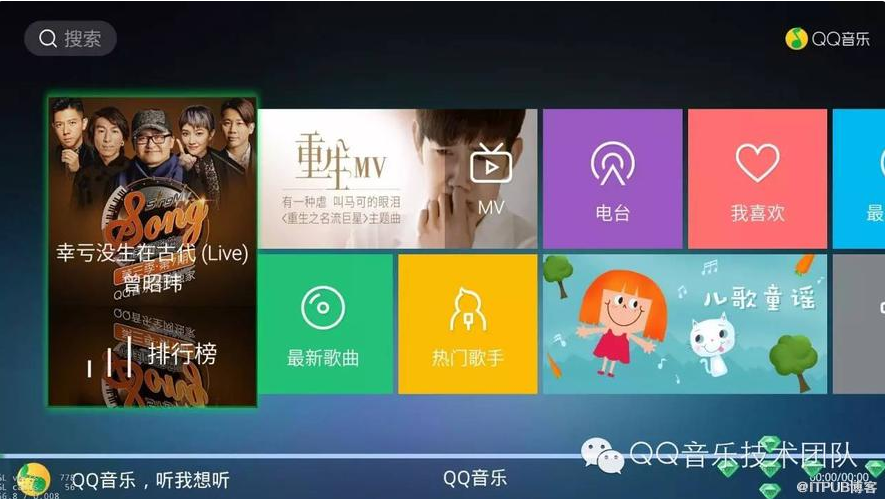 搜索
QQ音乐
重生MV
有一种虐 叫马可的眼泪
《重生之名流巨星》主题曲
MV
电台
我喜欢
最
Song
幸亏没生在古代 (Live)
曾昭玮
排行榜
最新歌曲
热门歌手
儿歌童谣
QQ音乐，听我想听
QQ音乐
QQ音乐技术团队
00:00/00:00
@ITPUB博客